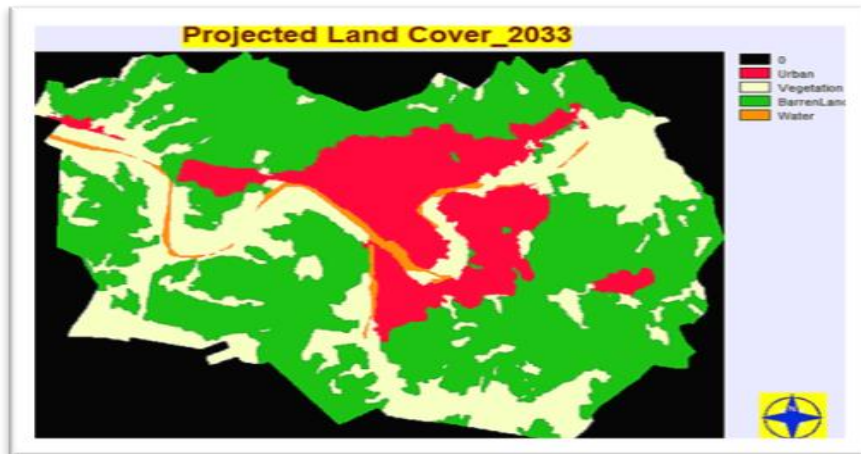 Projected Land Cover_2033
0
Urban
Vegetation
BarrenLand
Water